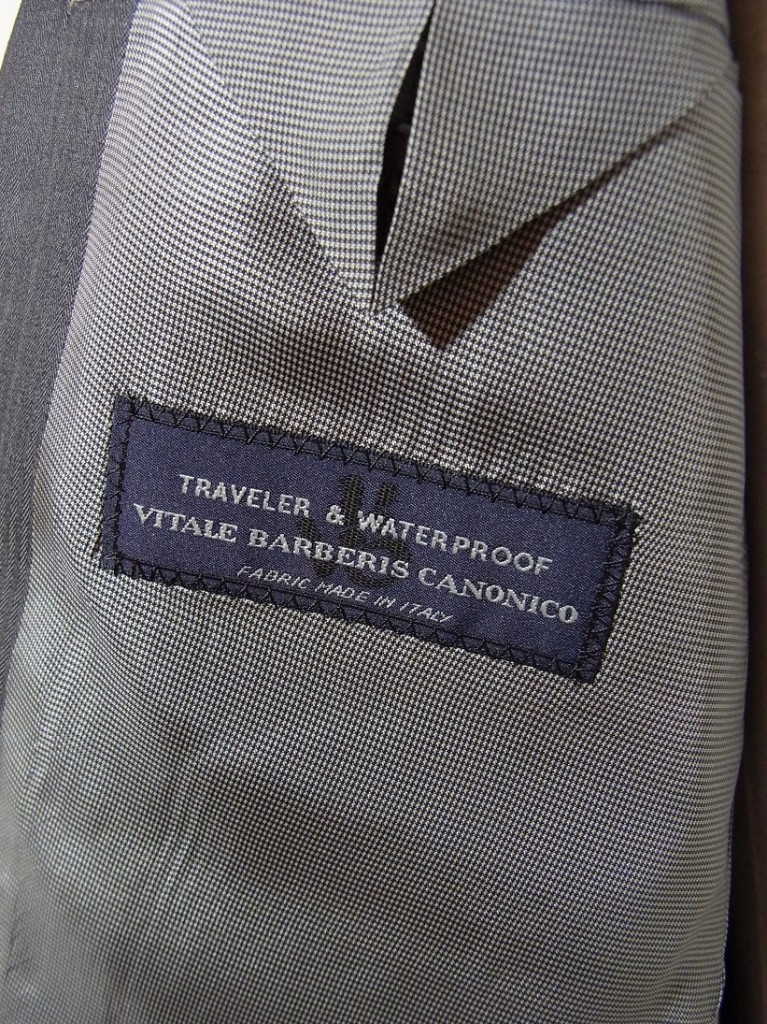 TRAVELER & WATERPROOF
VITALE BARBERIS CANONICO
FABRIC MADE IN ITALY